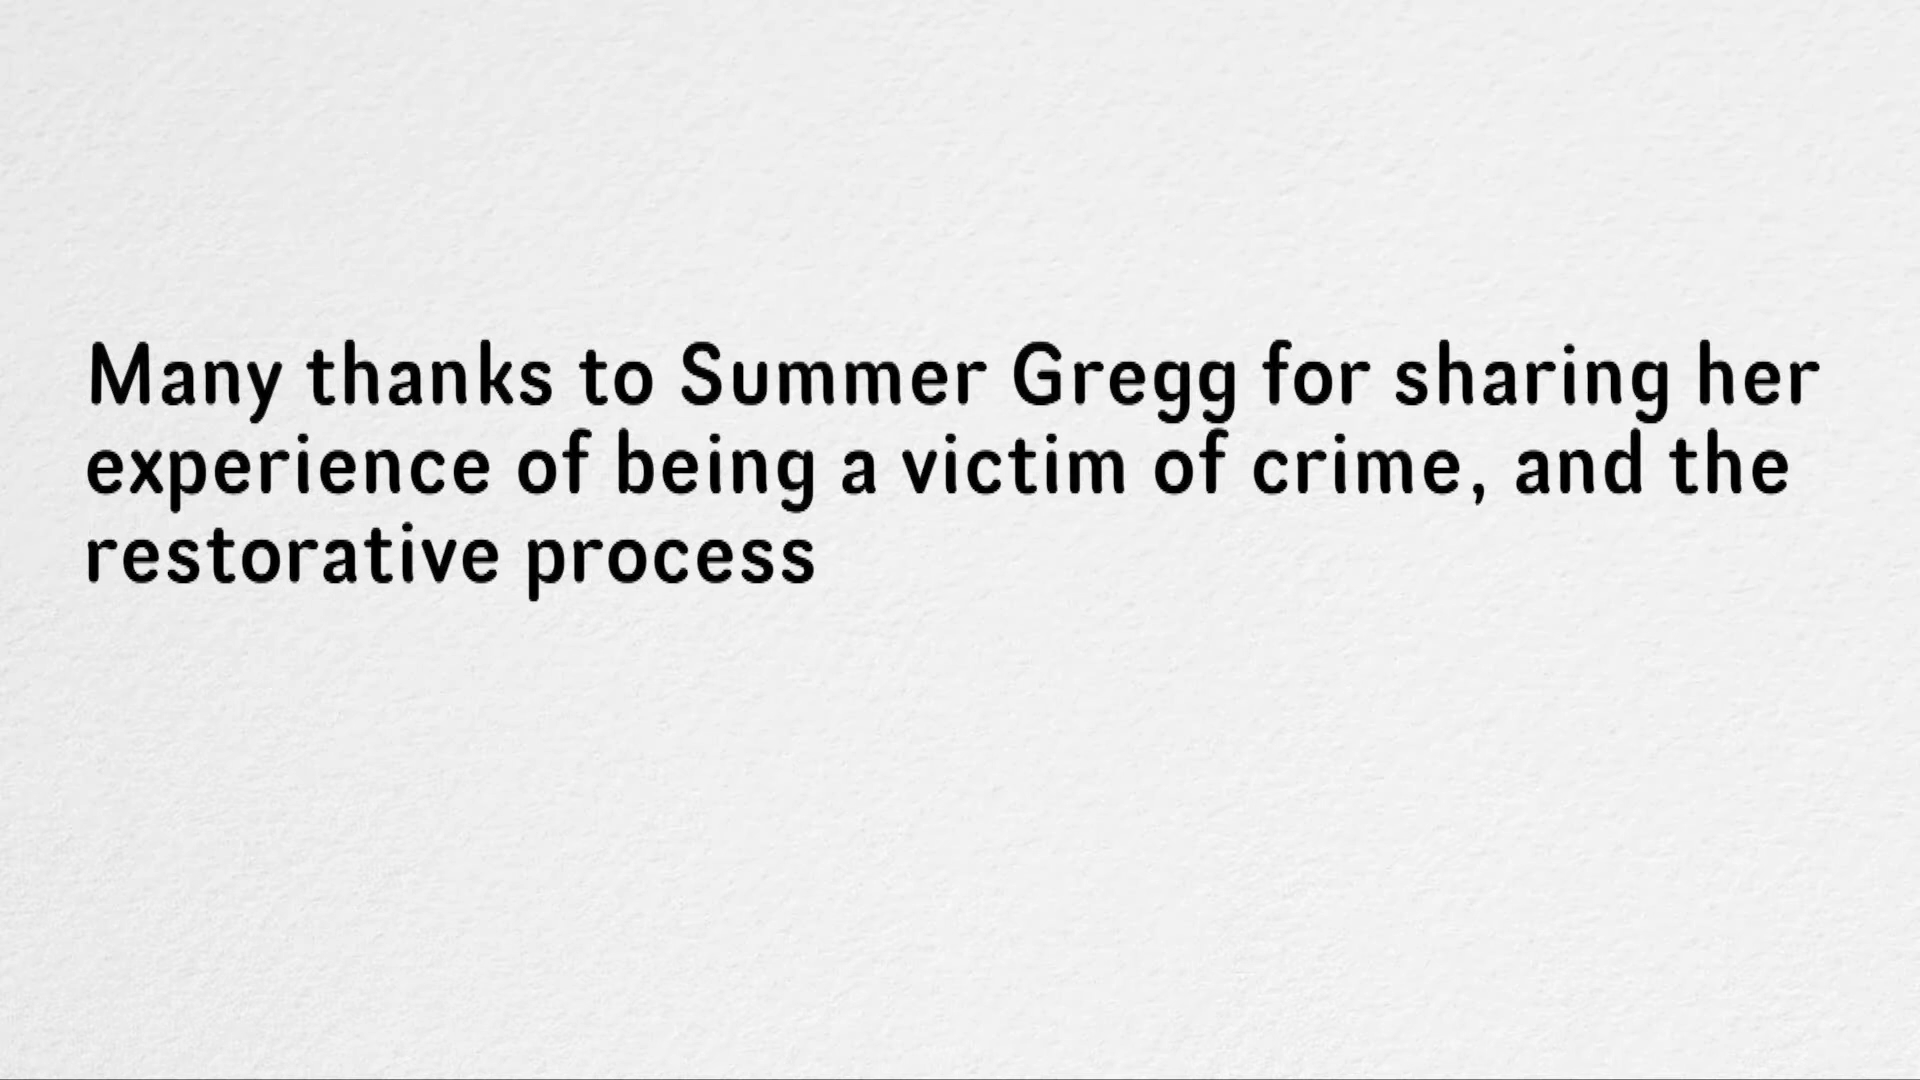 Many thanks to Summer Gregg for sharing her
experience of being a victim of crime, and the
restorative process